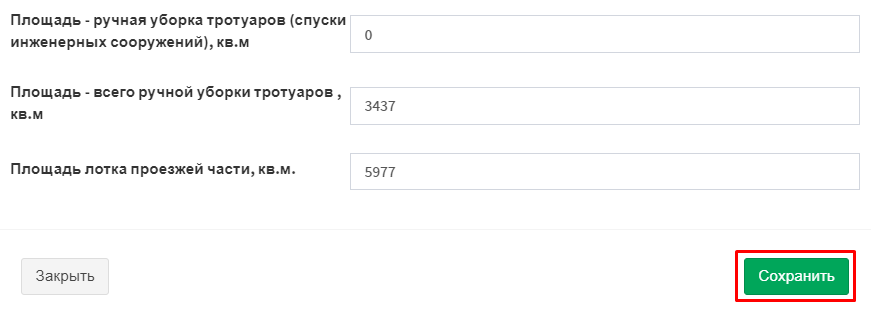 Площадь - ручная уборка тротуаров (спуски
инженерных сооружений), кв.м
0
Площадь - всего ручной уборки тротуаров ,
кв.м
3437
Площадь лотка проезжей части, кв.м.
5977
Закрыть
Сохранить